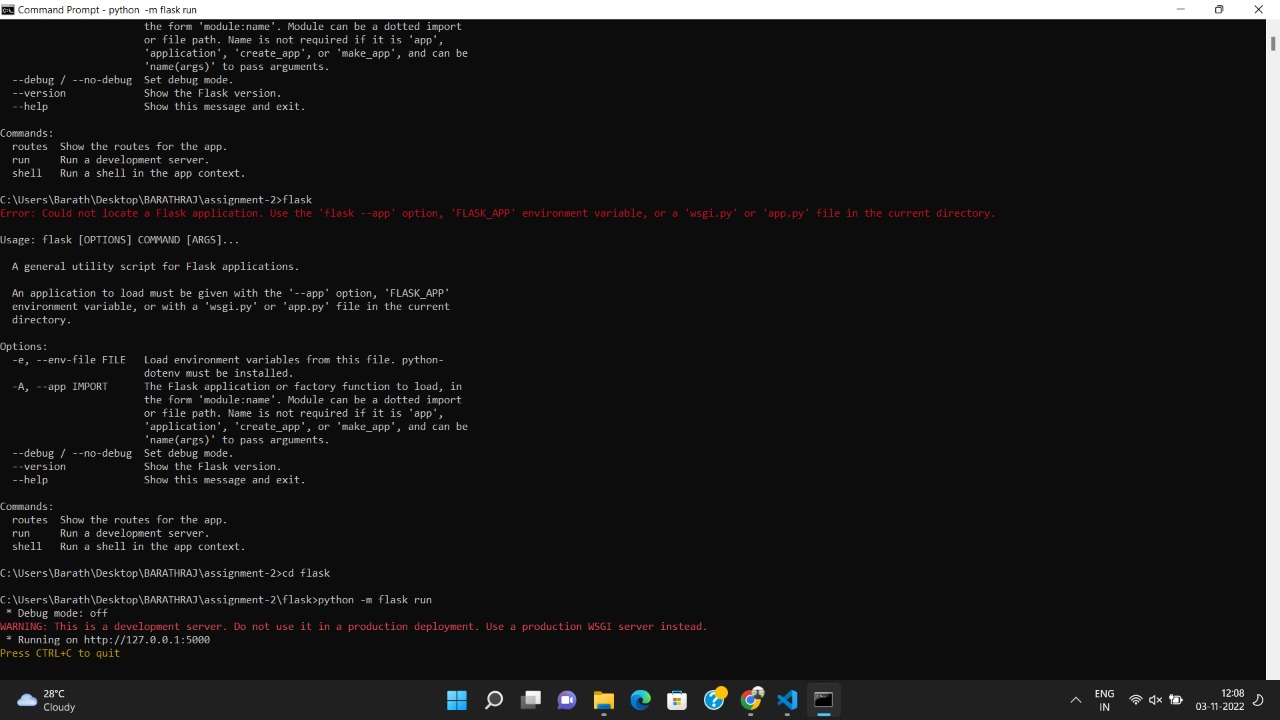 Command Prompt - python  -m flask run
the form 'module:name'. Module can be a dotted import
or file path. Name is not required if it is 'app',
'application', 'create_app', or 'make_app', and can be
'name(args)' to pass arguments.
--debug / --no-debug  Set debug mode.
--version             Show the Flask version.
--help                Show this message and exit.
Commands:
routes  Show the routes for the app.
run     Run a development server.
shell   Run a shell in the app context.
C:\Users\Barath\Desktop\BARATHRAJ\assignment-2>flask
Error: Could not locate a Flask application. Use the 'flask --app' option, 'FLASK_APP' environment variable, or a 'wsgi.py' or 'app.py' file in the current directory.
Usage: flask [OPTIONS] COMMAND [ARGS]...
A general utility script for Flask applications.
An application to load must be given with the '--app' option, 'FLASK_APP'
environment variable, or with a 'wsgi.py' or 'app.py' file in the current
directory.
Options:
-e, --env-file FILE   Load environment variables from this file. python-
dotenv must be installed.
-A, --app IMPORT      The Flask application or factory function to load, in
the form 'module:name'. Module can be a dotted import
or file path. Name is not required if it is 'app',
'application', 'create_app', or 'make_app', and can be
'name(args)' to pass arguments.
--debug / --no-debug  Set debug mode.
--version             Show the Flask version.
--help                Show this message and exit.
Commands:
routes  Show the routes for the app.
run     Run a development server.
shell   Run a shell in the app context.
C:\Users\Barath\Desktop\BARATHRAJ\assignment-2>cd flask
C:\Users\Barath\Desktop\BARATHRAJ\assignment-2\flask>python -m flask run
* Debug mode: off
WARNING: This is a development server. Do not use it in a production deployment. Use a production WSGI server instead.
* Running on http://127.0.0.1:5000
Press CTRL+C to quit
28°C
Cloudy
ENG
IN
12:08
03-11-2022